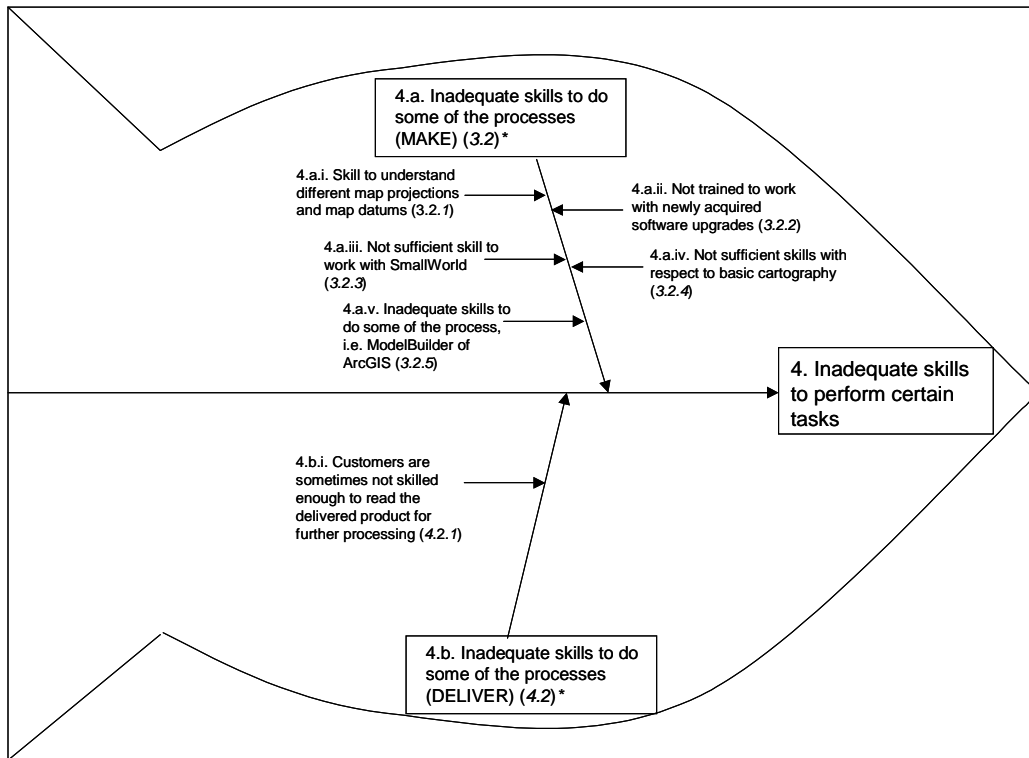 4.a. Inadequate skills to do
some of the processes
(MAKE) (3.2)*
4.a.i. Skill to understand
different map projections
and map datums (3.2.1)
4.a.ii. Not trained to work
with newly acquired
software upgrades (3.2.2)
4.a.iii. Not sufficient skill to
work with SmallWorld
(3.2.3)
4.a.iv. Not sufficient skills with
respect to basic cartography
(3.2.4)
4.a.v. Inadequate skills to
do some of the process,
i.e. ModelBuilder of
ArcGIS (3.2.5)
4. Inadequate skills
to perform certain
tasks
4.b.i. Customers are
sometimes not skilled
enough to read the
delivered product for
further processing (4.2.1)
4.b. Inadequate skills to do
some of the processes
(DELIVER) (4.2)*